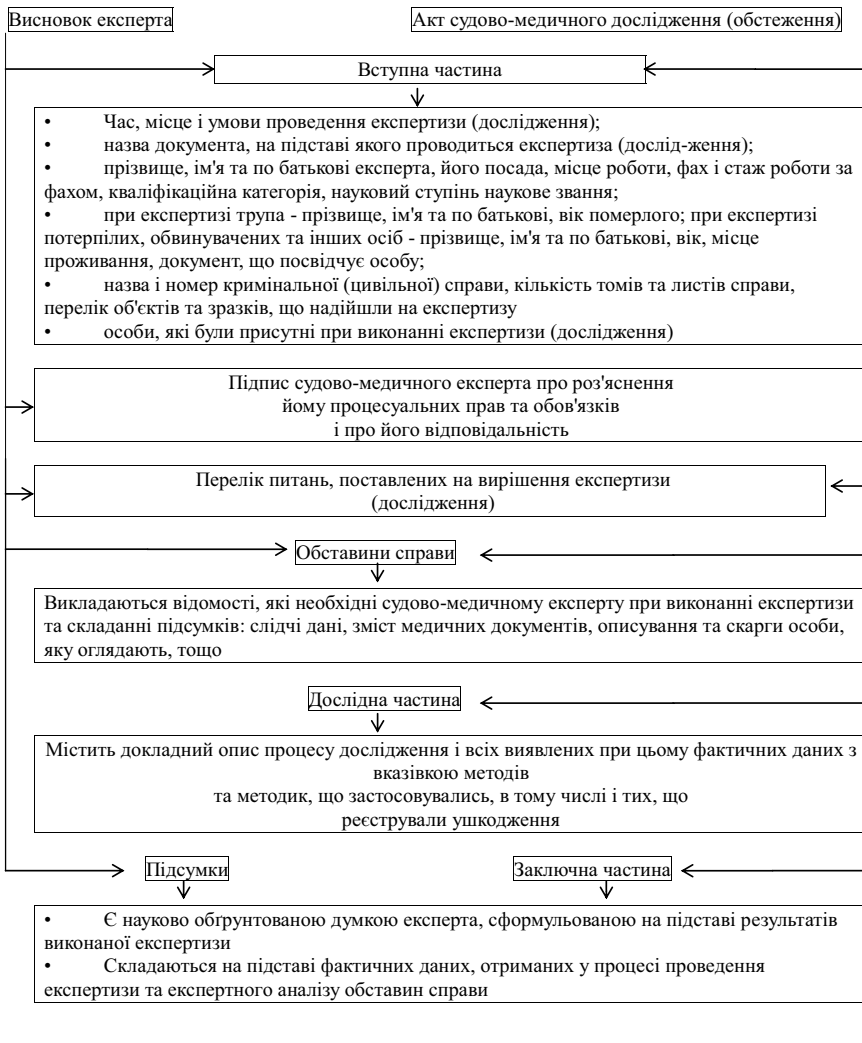 Висновок експерта
Акт судово-медичного дослідження (обстеження)
Вступна частина
• Час, місце і умови проведення експертизи (дослідження);
• назва документа, на підставі якого проводиться експертиза (дослід-ження);
• прізвище, ім'я та по батькові експерта, його посада, місце роботи, фах і стаж роботи за
фахом, кваліфікаційна категорія, науковий ступінь наукове звання;
• при експертизі трупа - прізвище, ім'я та по батькові, вік померлого; при експертизі
потерпілих, обвинувачених та інших осіб - прізвище, ім'я та по батькові, вік, місце
проживання, документ, що посвідчує особу;
• назва і номер кримінальної (цивільної) справи, кількість томів та листів справи,
перелік об'єктів та зразків, що надійшли на експертизу
• особи, які були присутні при виконанні експертизи (дослідження)
Підпис судово-медичного експерта про роз'яснення
йому процесуальних прав та обов'язків
і про його відповідальність
Перелік питань, поставлених на вирішення експертизи
(дослідження)
Обставини справи
Викладаються відомості, які необхідні судово-медичному експерту при виконанні експертизи
та складанні підсумків: слідчі дані, зміст медичних документів, описування та скарги особи,
яку оглядають, тощо
Дослідна частина
Містить докладний опис процесу дослідження і всіх виявлених при цьому фактичних даних з
вказівкою методів
та методик, що застосовувались, в тому числі і тих, що
реєстрували ушкодження
Підсумки
Заключна частина
• Є науково обґрунтованою думкою експерта, сформульованою на підставі результатів
виконаної експертизи
• Складаються на підставі фактичних даних, отриманих у процесі проведення
експертизи та експертного аналізу обставин справи